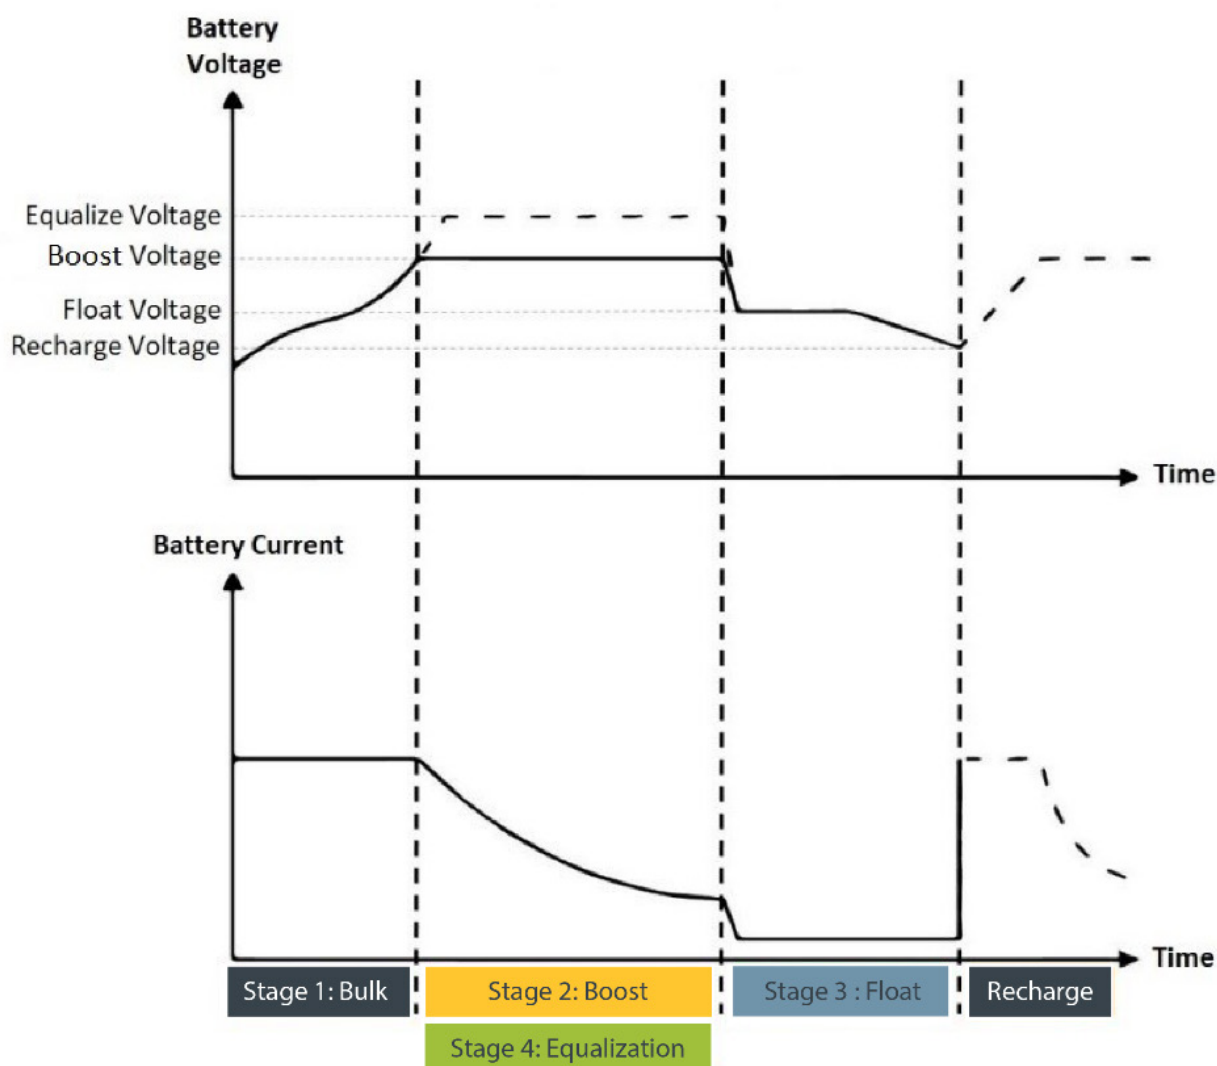 Battery
Voltage
Equalize Voltage
Boost Voltage
Float Voltage
Recharge Voltage
Time
Battery Current
Time
Stage 1: Bulk
Stage 2: Boost
Stage 3 : Float
Recharge
Stage 4: Equalization